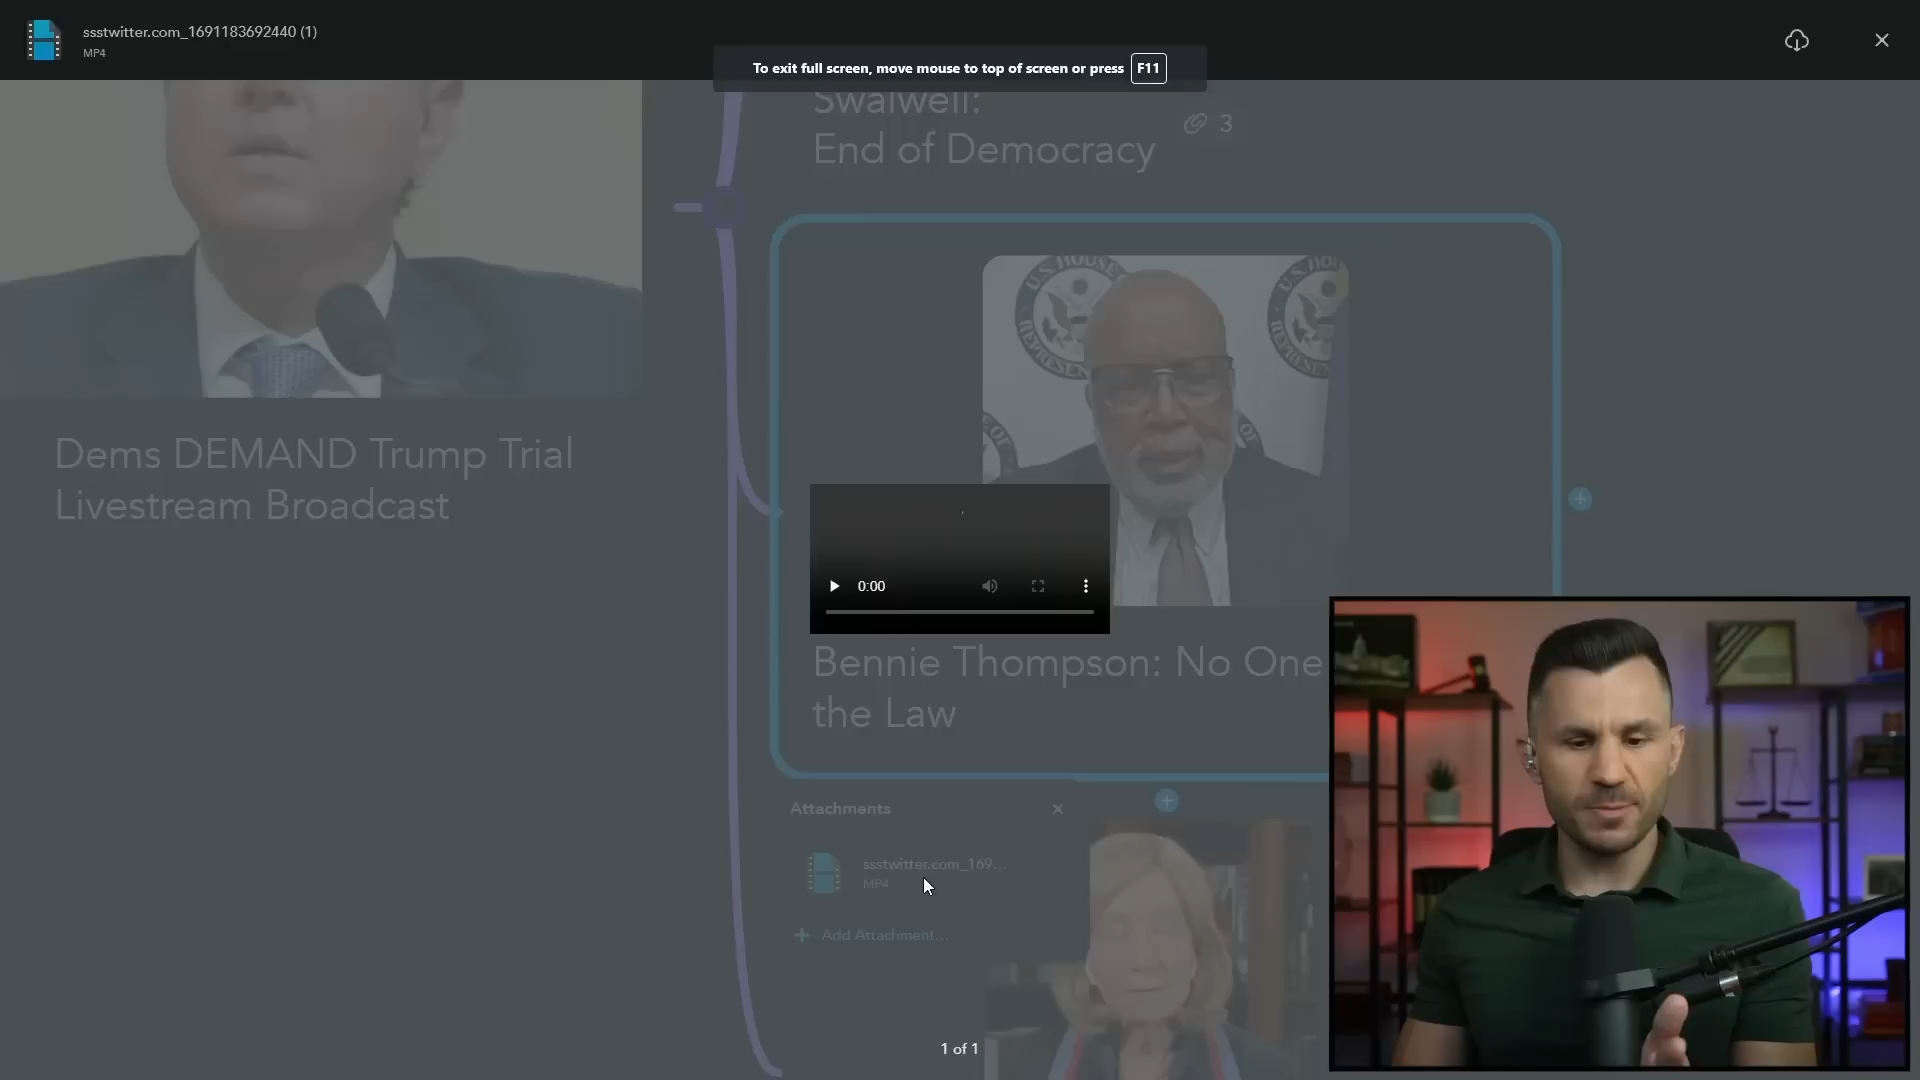 ssstwitter.com_1691183692440 (1)
MP4
To exit full screen, move mouse to top of screen or press F11
Swalwell:
End of Democracy
3
Dems DEMAND Trump Trial
Livestream Broadcast
U.S. HOUSE
0:00
Bennie Thompson: No One
the Law
Attachments
ssstwitter.com_169...
MP4
Add Attachment...
1 of 1